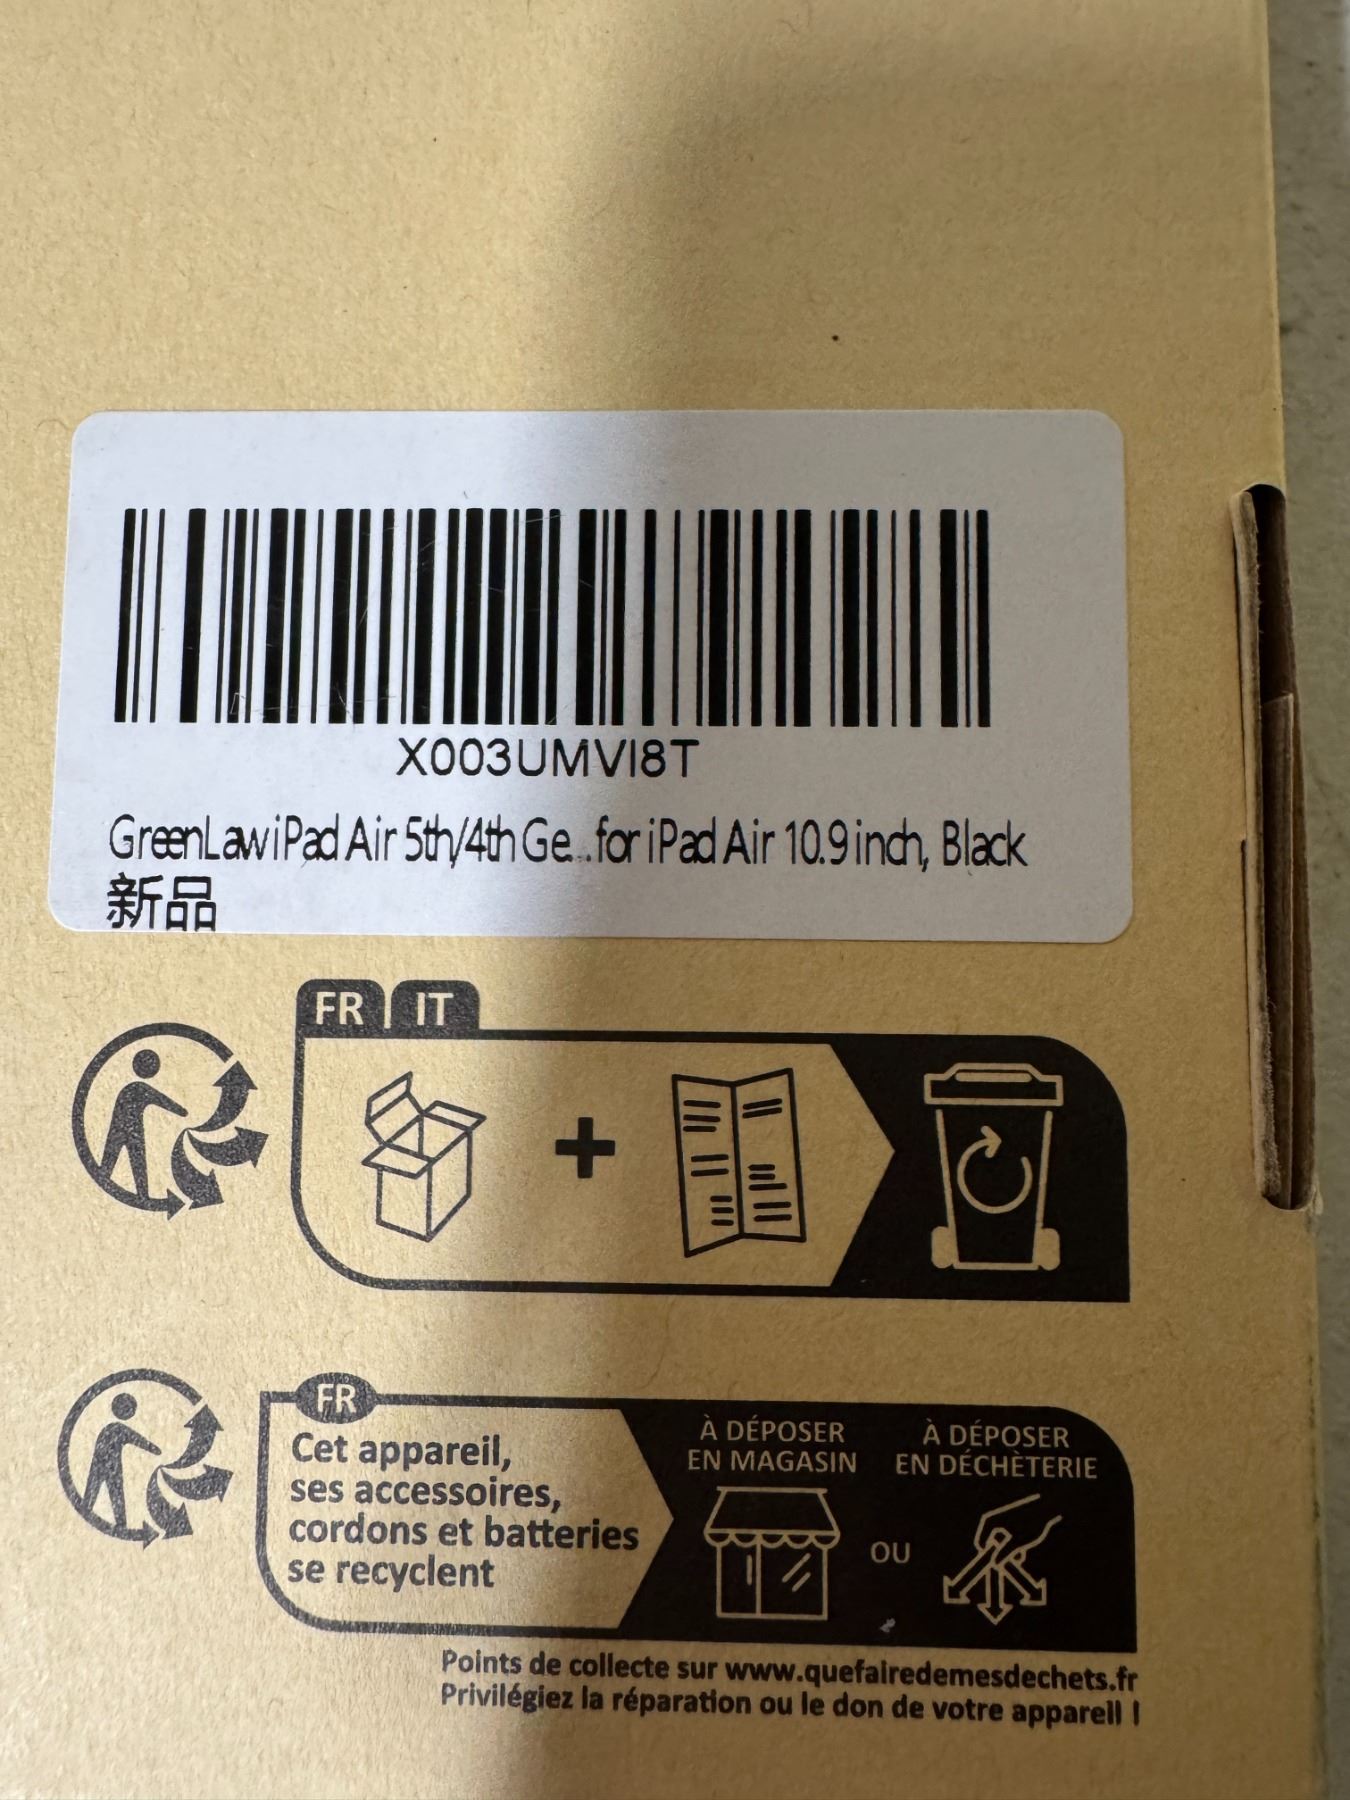 X003UMVI8T
GreenLaw iPad Air 5th/4th Ge...for iPad Air 10.9 inch, Black
新品
FR IT
FR
Cet appareil,
ses accessoires,
cordons et batteries
se recyclent
À DÉPOSER
EN MAGASIN
OU
À DÉPOSER
EN DÉCHÈTERIE
Points de collecte sur www.quefairedemesdechets.fr
Privilégiez la réparation ou le don de votre appareil !